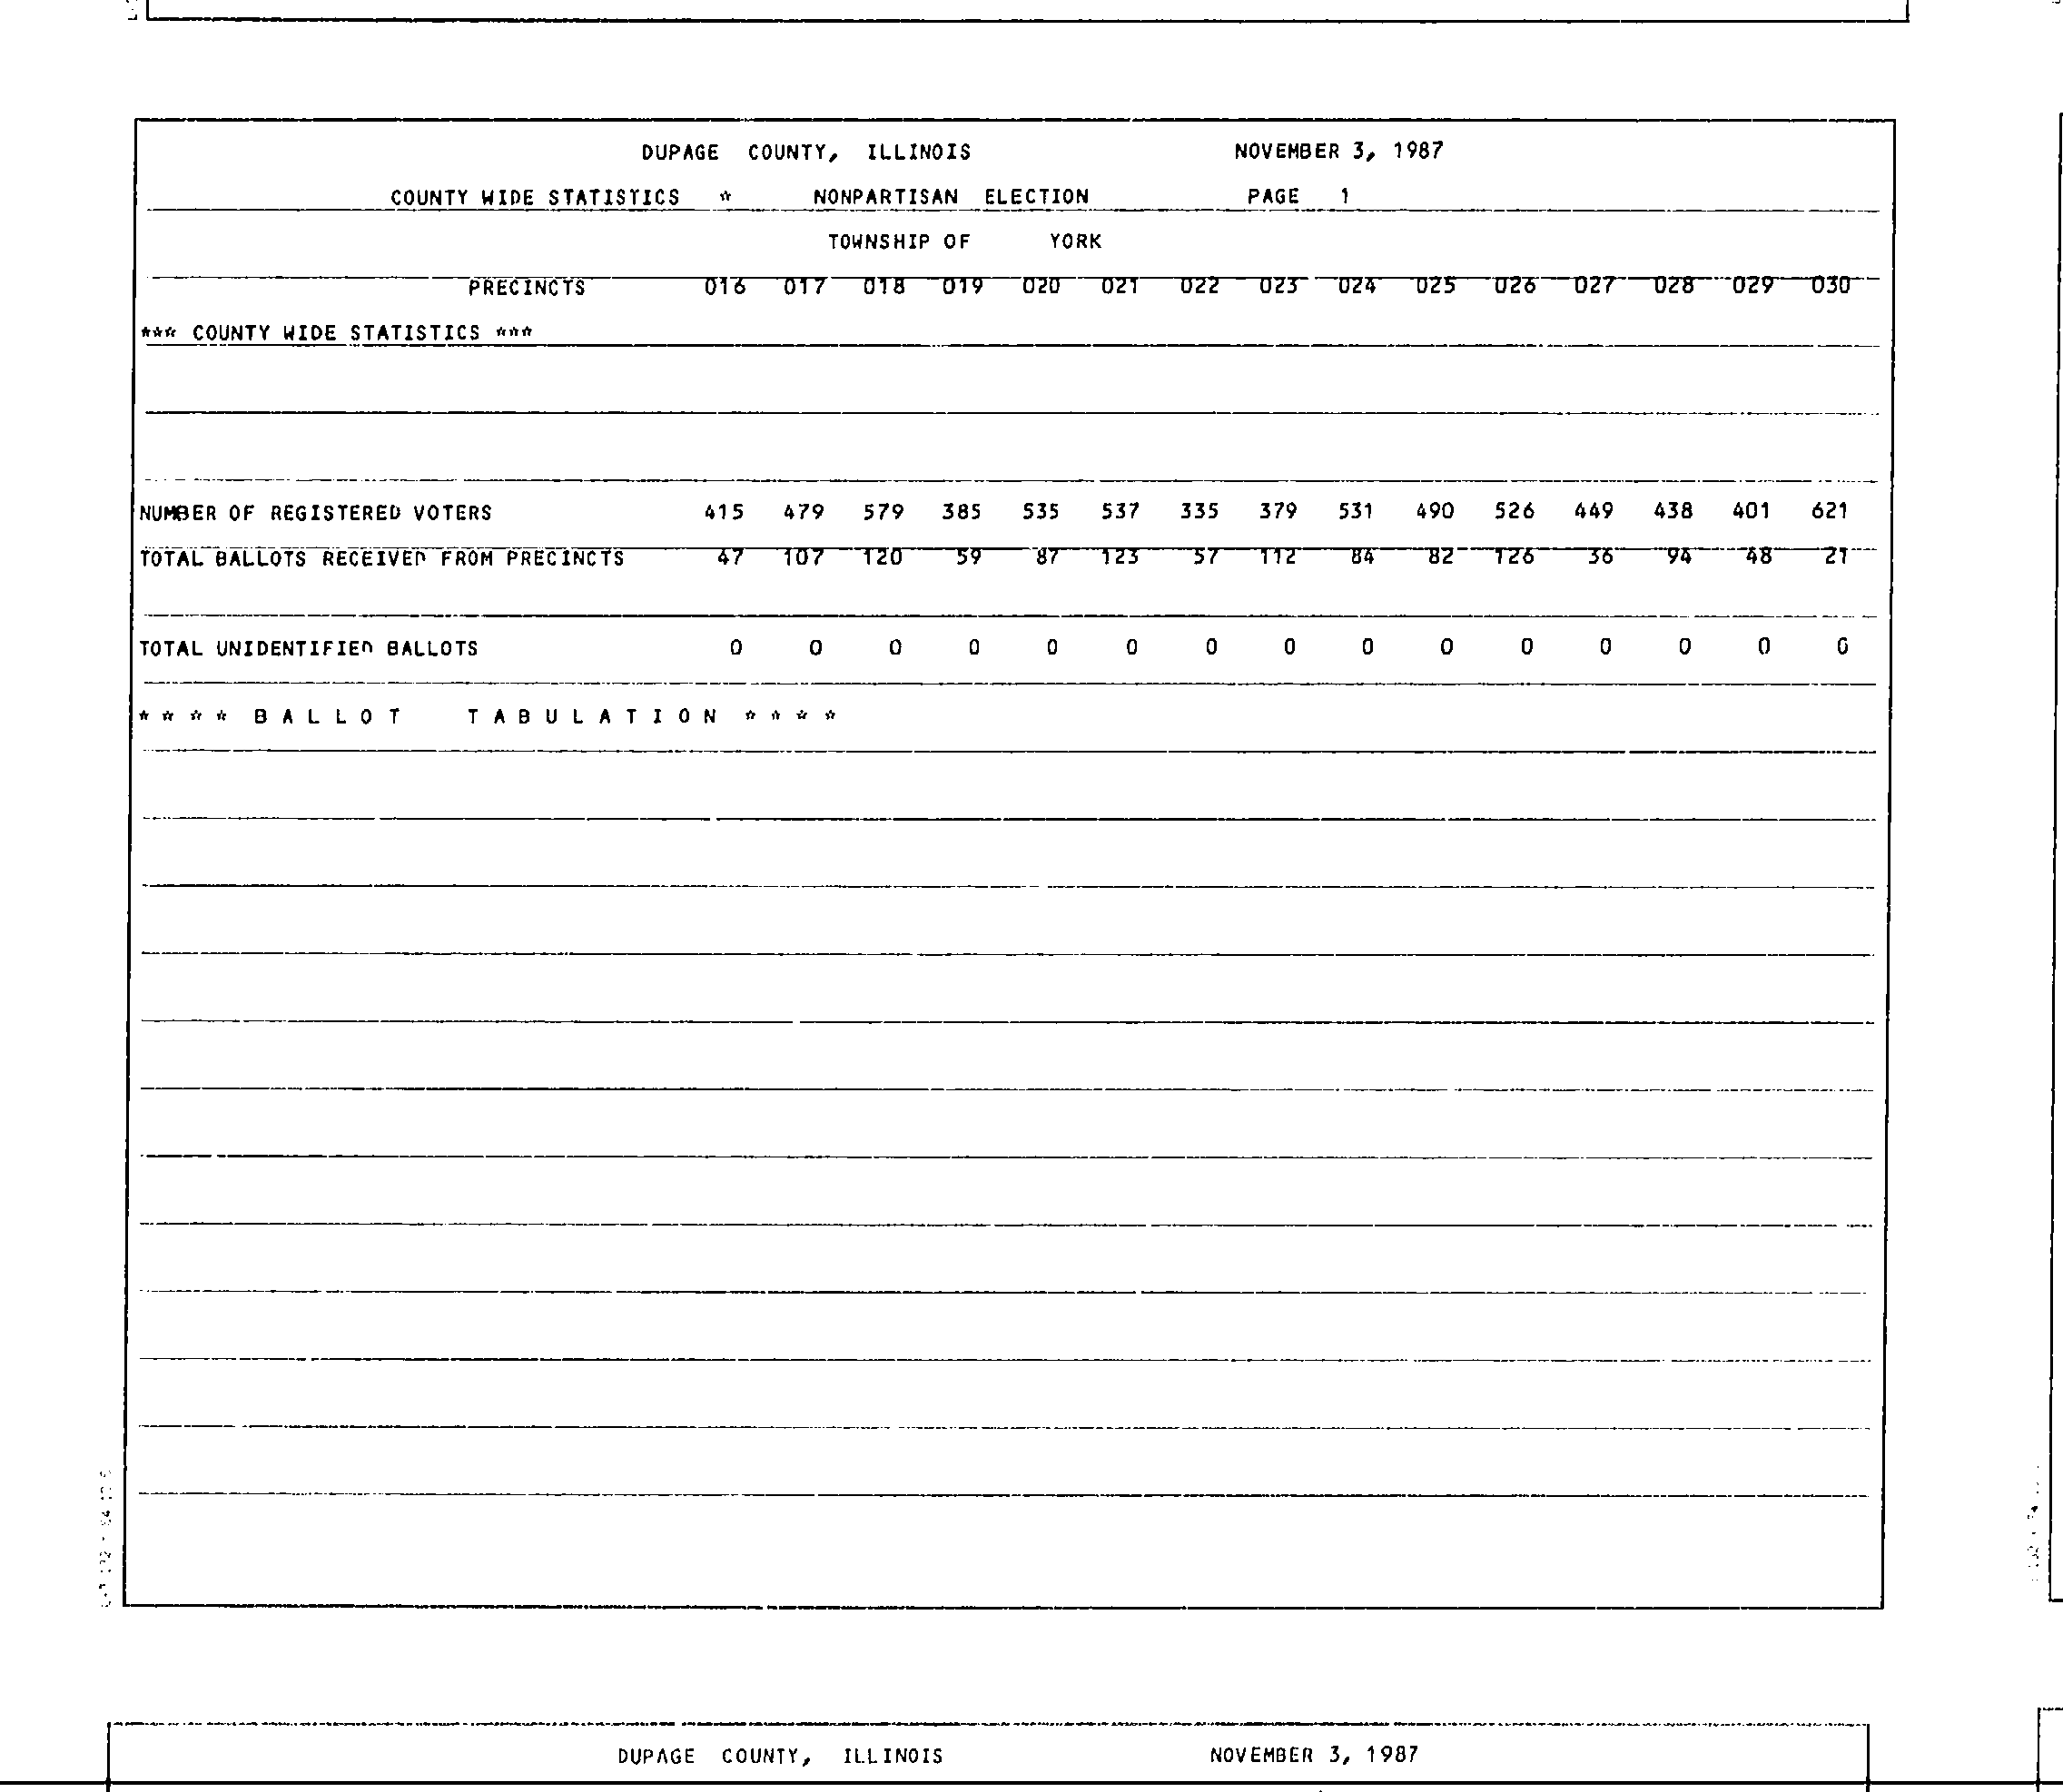 DUPAGE COUNTY, ILLINOIS NOVEMBER 3, 1987
COUNTY WIDE STATISTICS * NONPARTISAN ELECTION PAGE 1
TOWNSHIP OF YORK
PRECINCTS 016 017 018 019 020 021 022 023 024 025 026 027 028 029 030
*** COUNTY WIDE STATISTICS ***
NUMBER OF REGISTERED VOTERS 415 479 579 385 535 537 335 379 531 490 526 449 438 401 621
TOTAL BALLOTS RECEIVED FROM PRECINCTS 47 107 120 59 87 123 57 112 84 82 126 36 94 48 21
TOTAL UNIDENTIFIED BALLOTS 0 0 0 0 0 0 0 0 0 0 0 0 0 0 0
* * * * B A L L O T T A B U L A T I O N * * * *
DUPAGE COUNTY, ILLINOIS NOVEMBER 3, 1987